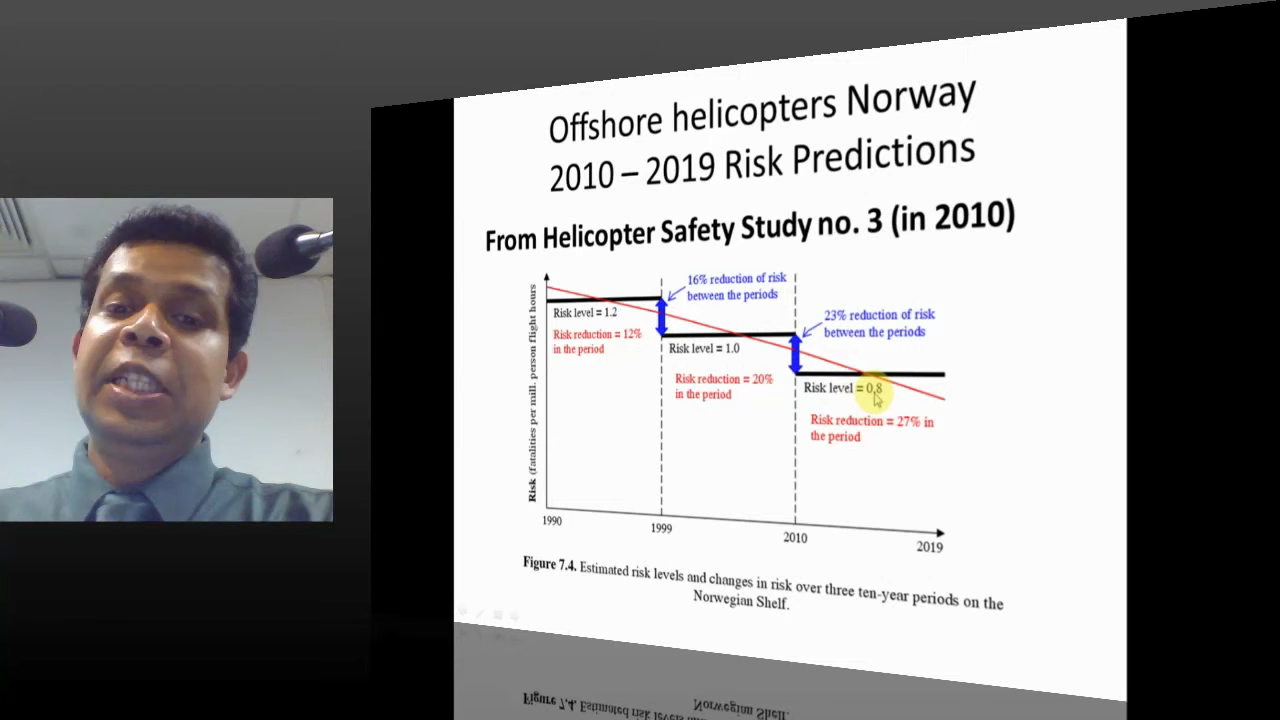 Offshore helicopters Norway
2010 – 2019 Risk Predictions
From Helicopter Safety Study no. 3 (in 2010)
Risk (fatalities per mill. person flight hours
16% reduction of risk
between the periods
23% reduction of risk
between the periods
Risk level = 1.2
Risk reduction = 12%
in the period
Risk level = 1.0
Risk reduction = 20%
in the period
Risk level = 0,8
Risk reduction = 27% in
the period
1990
1999
2010
2019
Figure 7.4. Estimated risk levels and changes in risk over three ten-year periods on the
Norwegian Shelf.